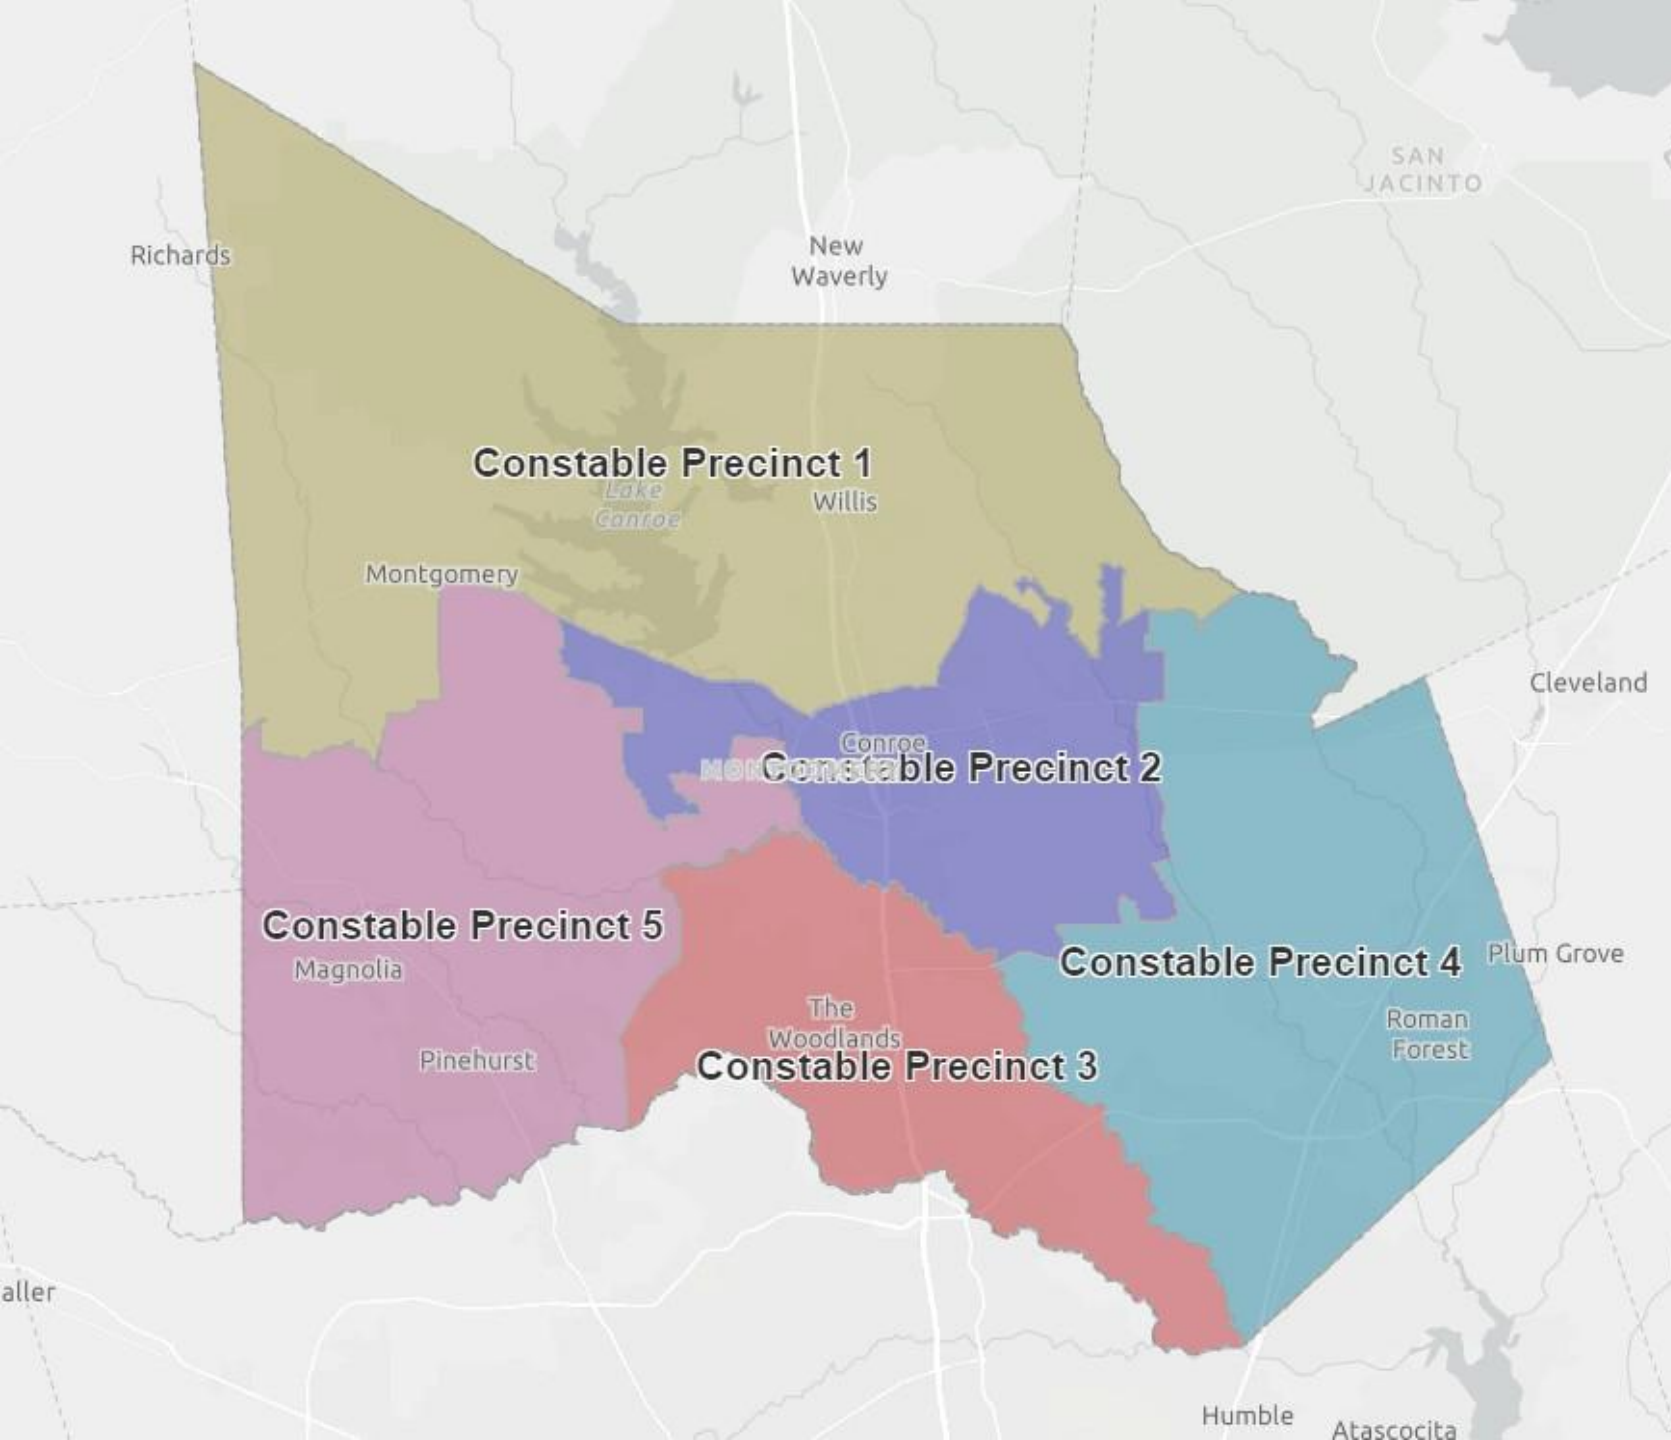 SAN
JACINTO
New
Waverly
Richards
Constable Precinct 1
Lake
Conroe
Willis
Montgomery
Cleveland
Conroe
Constable Precinct 2
Constable Precinct 5
Magnolia
Constable Precinct 4
Plum Grove
The
Woodlands
Roman
Forest
Pinehurst
Constable Precinct 3
aller
Humble
Atascocita